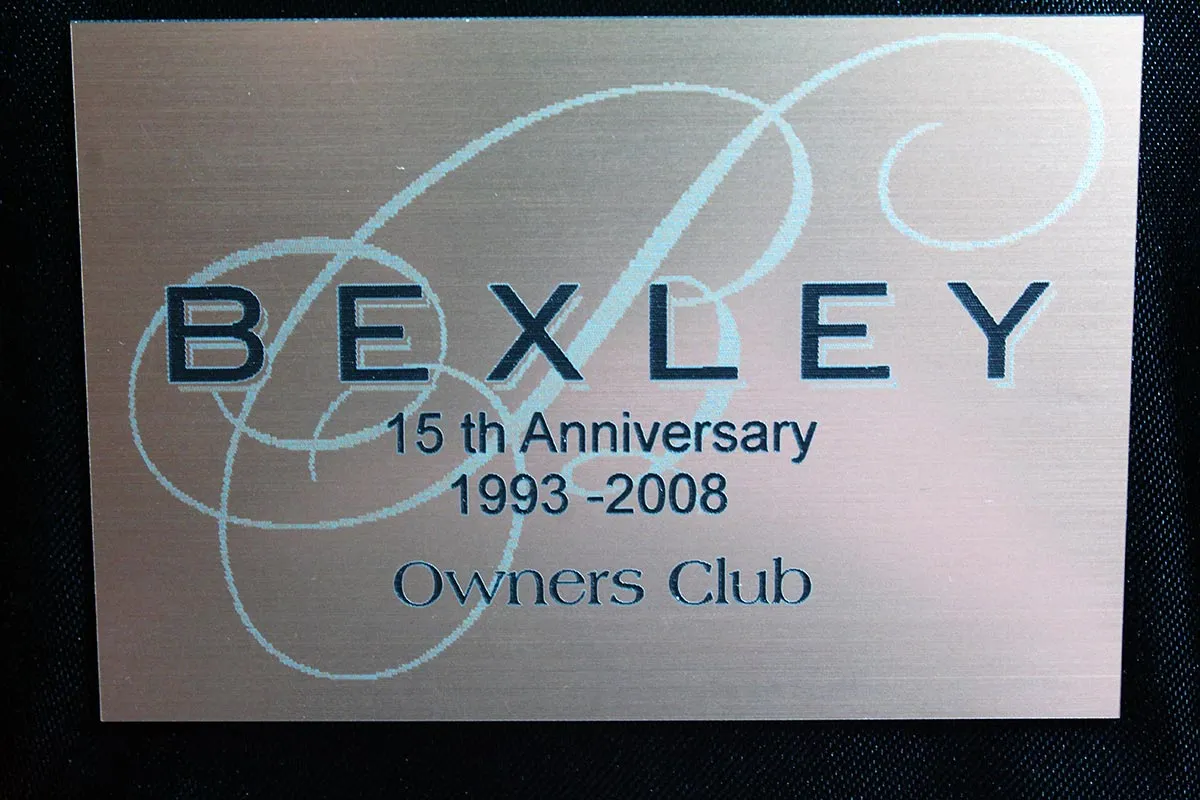 BEXLEY
15 th Anniversary
1993 -2008
Owners Club